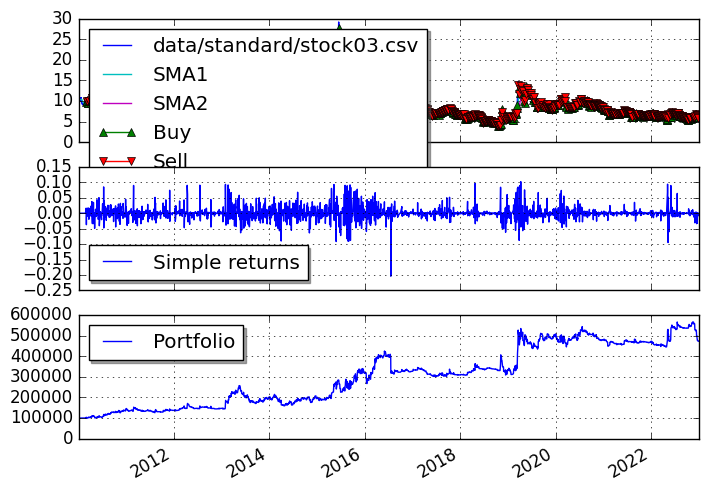 30
25
20
15
10
5
0
data/standard/stock03.csv
SMA1
SMA2
Buy
Sell
0.15
0.10
0.05
0.00
−0.05
−0.10
−0.15
−0.20
−0.25
Simple returns
600000
500000
400000
300000
200000
100000
0
Portfolio
2012 2014 2016 2018 2020 2022